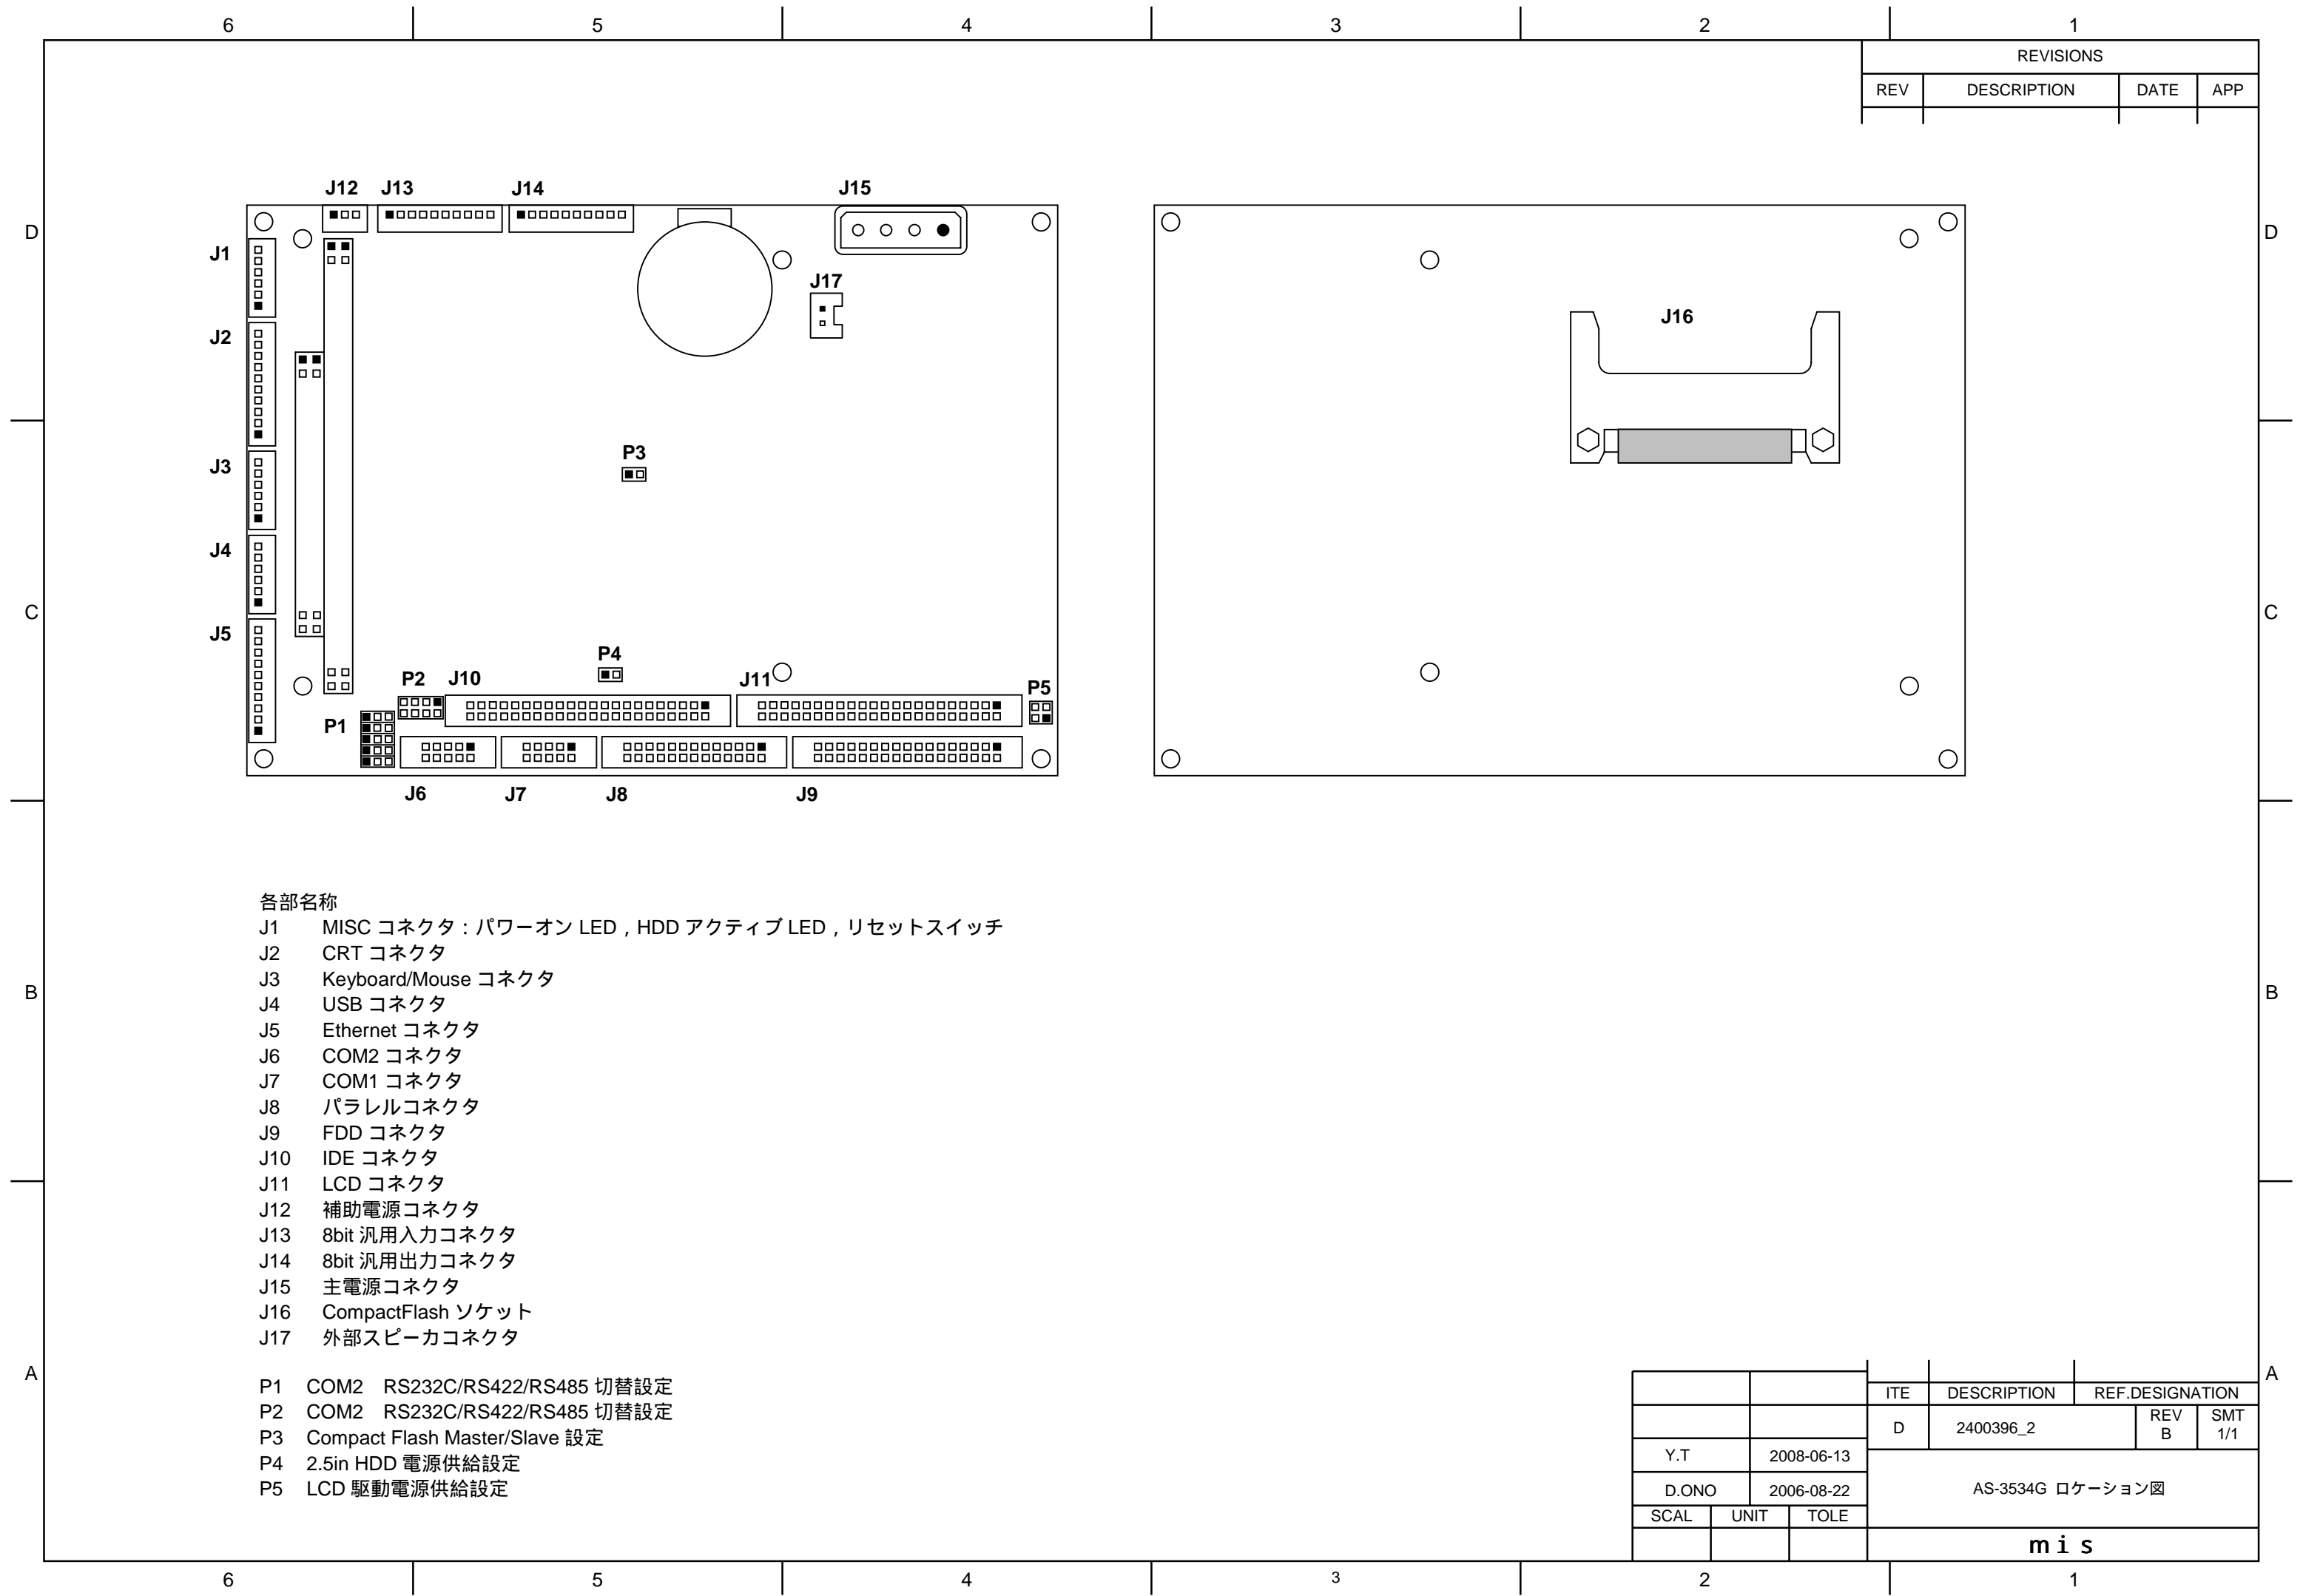 6 5 4 3 2 1
REVISIONS
REV DESCRIPTION DATE APP
J12 J13 J14 J15
D D
J1
J17
J16
J2
P3
J3
J4
C C
J5
P4
P2 J10 J11
P5
P1
J6 J7 J8 J9
各部名称
J1 MISC コネクタ：パワーオン LED，HDD アクティブ LED，リセットスイッチ
J2 CRT コネクタ
J3 Keyboard/Mouse コネクタ
B B
J4 USB コネクタ
J5 Ethernet コネクタ
J6 COM2 コネクタ
J7 COM1 コネクタ
J8 パラレルコネクタ
J9 FDD コネクタ
J10 IDE コネクタ
J11 LCD コネクタ
J12 補助電源コネクタ
J13 8bit 汎用入力コネクタ
J14 8bit 汎用出力コネクタ
J15 主電源コネクタ
J16 CompactFlash ソケット
J17 外部スピーカコネクタ
A A
P1 COM2 RS232C/RS422/RS485 切替設定
P2 COM2 RS232C/RS422/RS485 切替設定
P3 Compact Flash Master/Slave 設定
P4 2.5in HDD 電源供給設定
P5 LCD 駆動電源供給設定
ITE DESCRIPTION REF.DESIGNATION
D 2400396_2 REV B SMT 1/1
Y.T 2008-06-13
D.ONO 2006-08-22
AS-3534G ロケーション図
SCAL UNIT TOLE
mis
6 5 4 3 2 1